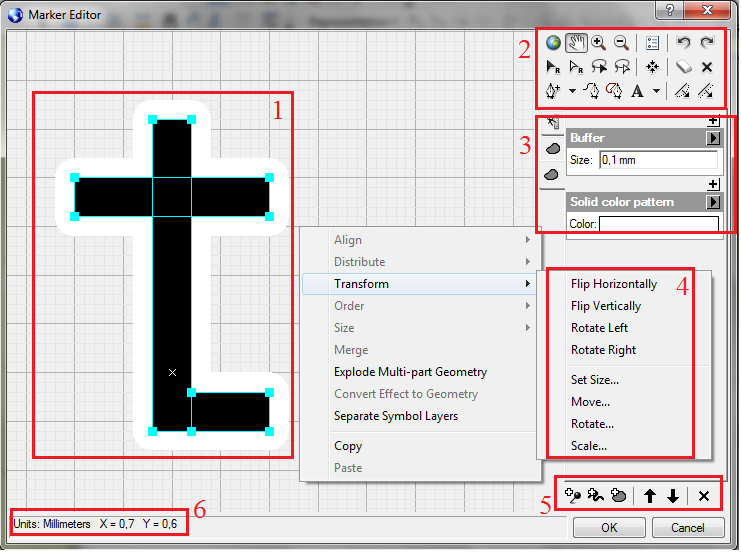 Marker Editor
1
2
R R
A
3
Buffer
Size: 0,1 mm
Solid color pattern
Color:
Align
Distribute
Transform
Order
Size
Merge
Explode Multi-part Geometry
Convert Effect to Geometry
Separate Symbol Layers
Copy
Paste
4
Flip Horizontally
Flip Vertically
Rotate Left
Rotate Right
Set Size...
Move...
Rotate...
Scale...
5
6
Units: Millimeters X = 0,7 Y = 0,6
OK
Cancel